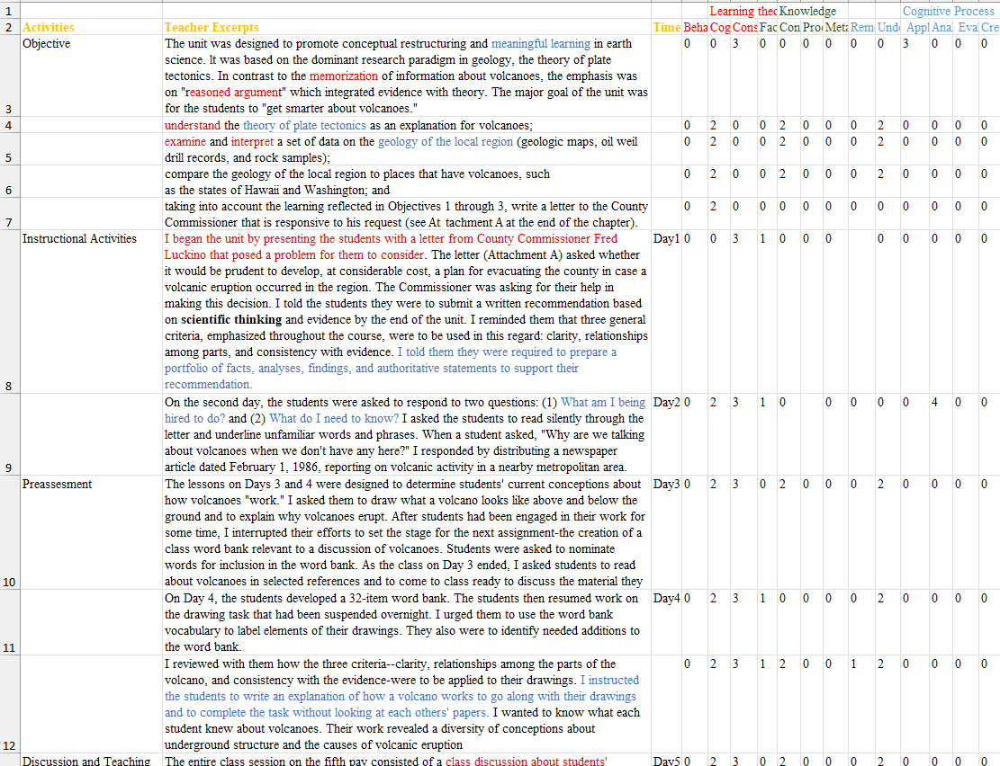 1 Learning theo Knowledge Cognitive Process
2 Activities Teacher Excerpts Time Beha Cog Cons Fac Con Pro Meta Rem Unde Appl Ana Eva Cre
Objective The unit was designed to promote conceptual restructuring and meaningful learning in earth 0 0 3 0 0 0 0 0 0 3 0 0 0
science. It was based on the dominant research paradigm in geology, the theory of plate
tectonics. In contrast to the memorization of information about volcanoes, the emphasis was
on "reasoned argument" which integrated evidence with theory. The major goal of the unit was
3 for the students to "get smarter about volcanoes."
4 understand the theory of plate tectonics as an explanation for volcanoes; 0 2 0 0 2 0 0 0 2 0 0 0 0
examine and interpret a set of data on the geology of the local region (geologic maps, oil weil 0 2 0 0 2 0 0 0 2 0 0 0 0
5 drill records, and rock samples);
compare the geology of the local region to places that have volcanoes, such 0 2 0 0 2 0 0 0 2 0 0 0 0
6 as the states of Hawaii and Washington; and
taking into account the learning reflected in Objectives 1 through 3, write a letter to the County 0 2 0 0 0 0 0 0 0 0 0 0 0
7 Commissioner that is responsive to his request (see At tachment A at the end of the chapter).
Instructional Activities I began the unit by presenting the students with a letter from County Commissioner Fred Day1 0 0 3 1 0 0 0 0 0 0 0 0
Luckino that posed a problem for them to consider. The letter (Attachment A) asked whether
it would be prudent to develop, at considerable cost, a plan for evacuating the county in case a
volcanic eruption occurred in the region. The Commissioner was asking for their help in
making this decision. I told the students they were to submit a written recommendation based
on scientific thinking and evidence by the end of the unit. I reminded them that three general
criteria, emphasized throughout the course, were to be used in this regard: clarity, relationships
among parts, and consistency with evidence. I told them they were required to prepare a
portfolio of facts, analyses, findings, and authoritative statements to support their
8 recommendation.
On the second day, the students were asked to respond to two questions: (1) What am I being Day2 0 2 3 1 0 0 0 0 0 4 0 0
hired to do? and (2) What do I need to know? I asked the students to read silently through the
letter and underline unfamiliar words and phrases. When a student asked, "Why are we talking
about volcanoes when we don't have any here?" I responded by distributing a newspaper
9 article dated February 1, 1986, reporting on volcanic activity in a nearby metropolitan area.
Preassesment The lessons on Days 3 and 4 were designed to determine students' current conceptions about Day3 0 2 3 0 2 0 0 0 2 0 0 0 0
how volcanoes "work." I asked them to draw what a volcano looks like above and below the
ground and to explain why volcanoes erupt. After students had been engaged in their work for
some time, I interrupted their efforts to set the stage for the next assignment-the creation of a
class word bank relevant to a discussion of volcanoes. Students were asked to nominate
words for inclusion in the word bank. As the class on Day 3 ended, I asked students to read
10 about volcanoes in selected references and to come to class ready to discuss the material they
On Day 4, the students developed a 32-item word bank. The students then resumed work on Day4 0 2 3 1 0 0 0 0 2 0 0 0 0
the drawing task that had been suspended overnight. I urged them to use the word bank
vocabulary to label elements of their drawings. They also were to identify needed additions to
11 the word bank.
I reviewed with them how the three criteria--clarity, relationships among the parts of the 0 2 3 1 2 0 0 1 2 0 0 0 0
volcano, and consistency with the evidence-were to be applied to their drawings. I instructed
the students to write an explanation of how a volcano works to go along with their drawings
and to complete the task without looking at each others' papers. I wanted to know what each
student knew about volcanoes. Their work revealed a diversity of conceptions about
12 underground structure and the causes of volcanic eruption
Discussion and Teaching The entire class session on the fifth pay consisted of a class discussion about students' Day5 0 2 3 0 2 0 0 0 2 0 0 0 0